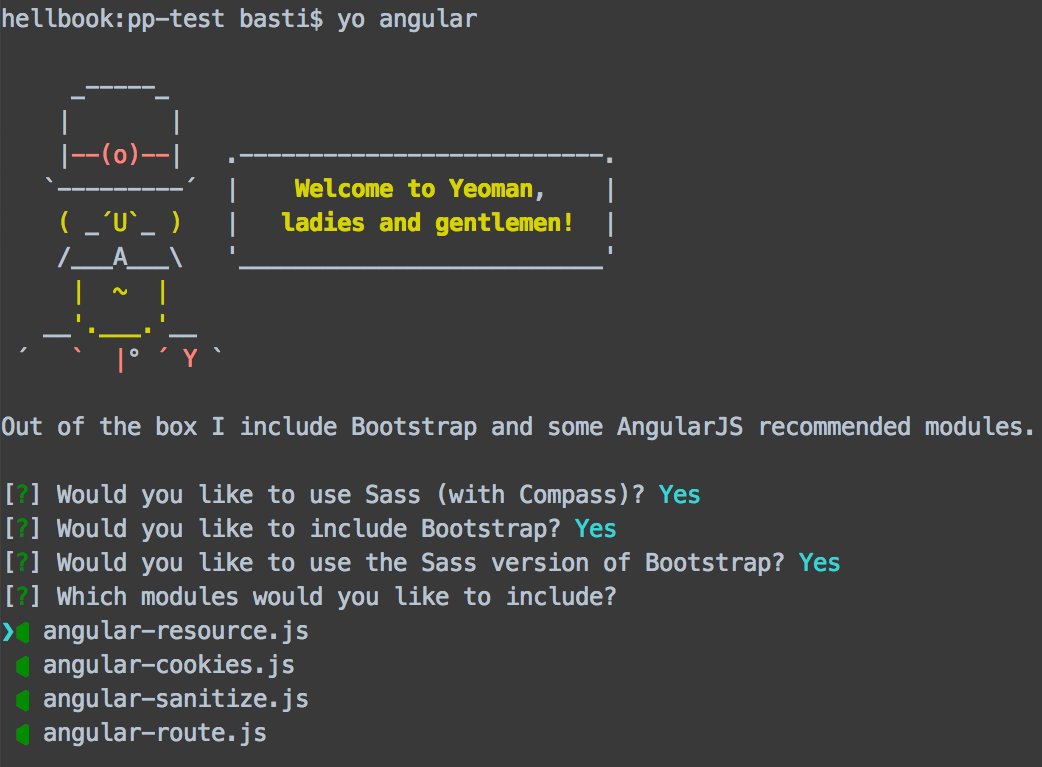 hellbook:pp-test basti$ yo angular
     _-----_
    |       |
    |--(o)--|   .--------------------------.
   `---------´  |    Welcome to Yeoman,    |
    ( _´U`_ )   |   ladies and gentlemen!  |
    /___A___\   '__________________________'
     |  ~  |
   __'.___.'__
 ´   `  |° ´ Y `
Out of the box I include Bootstrap and some AngularJS recommended modules.
[?] Would you like to use Sass (with Compass)? Yes
[?] Would you like to include Bootstrap? Yes
[?] Would you like to use the Sass version of Bootstrap? Yes
[?] Which modules would you like to include?
❯⬢ angular-resource.js
 ⬢ angular-cookies.js
 ⬢ angular-sanitize.js
 ⬢ angular-route.js